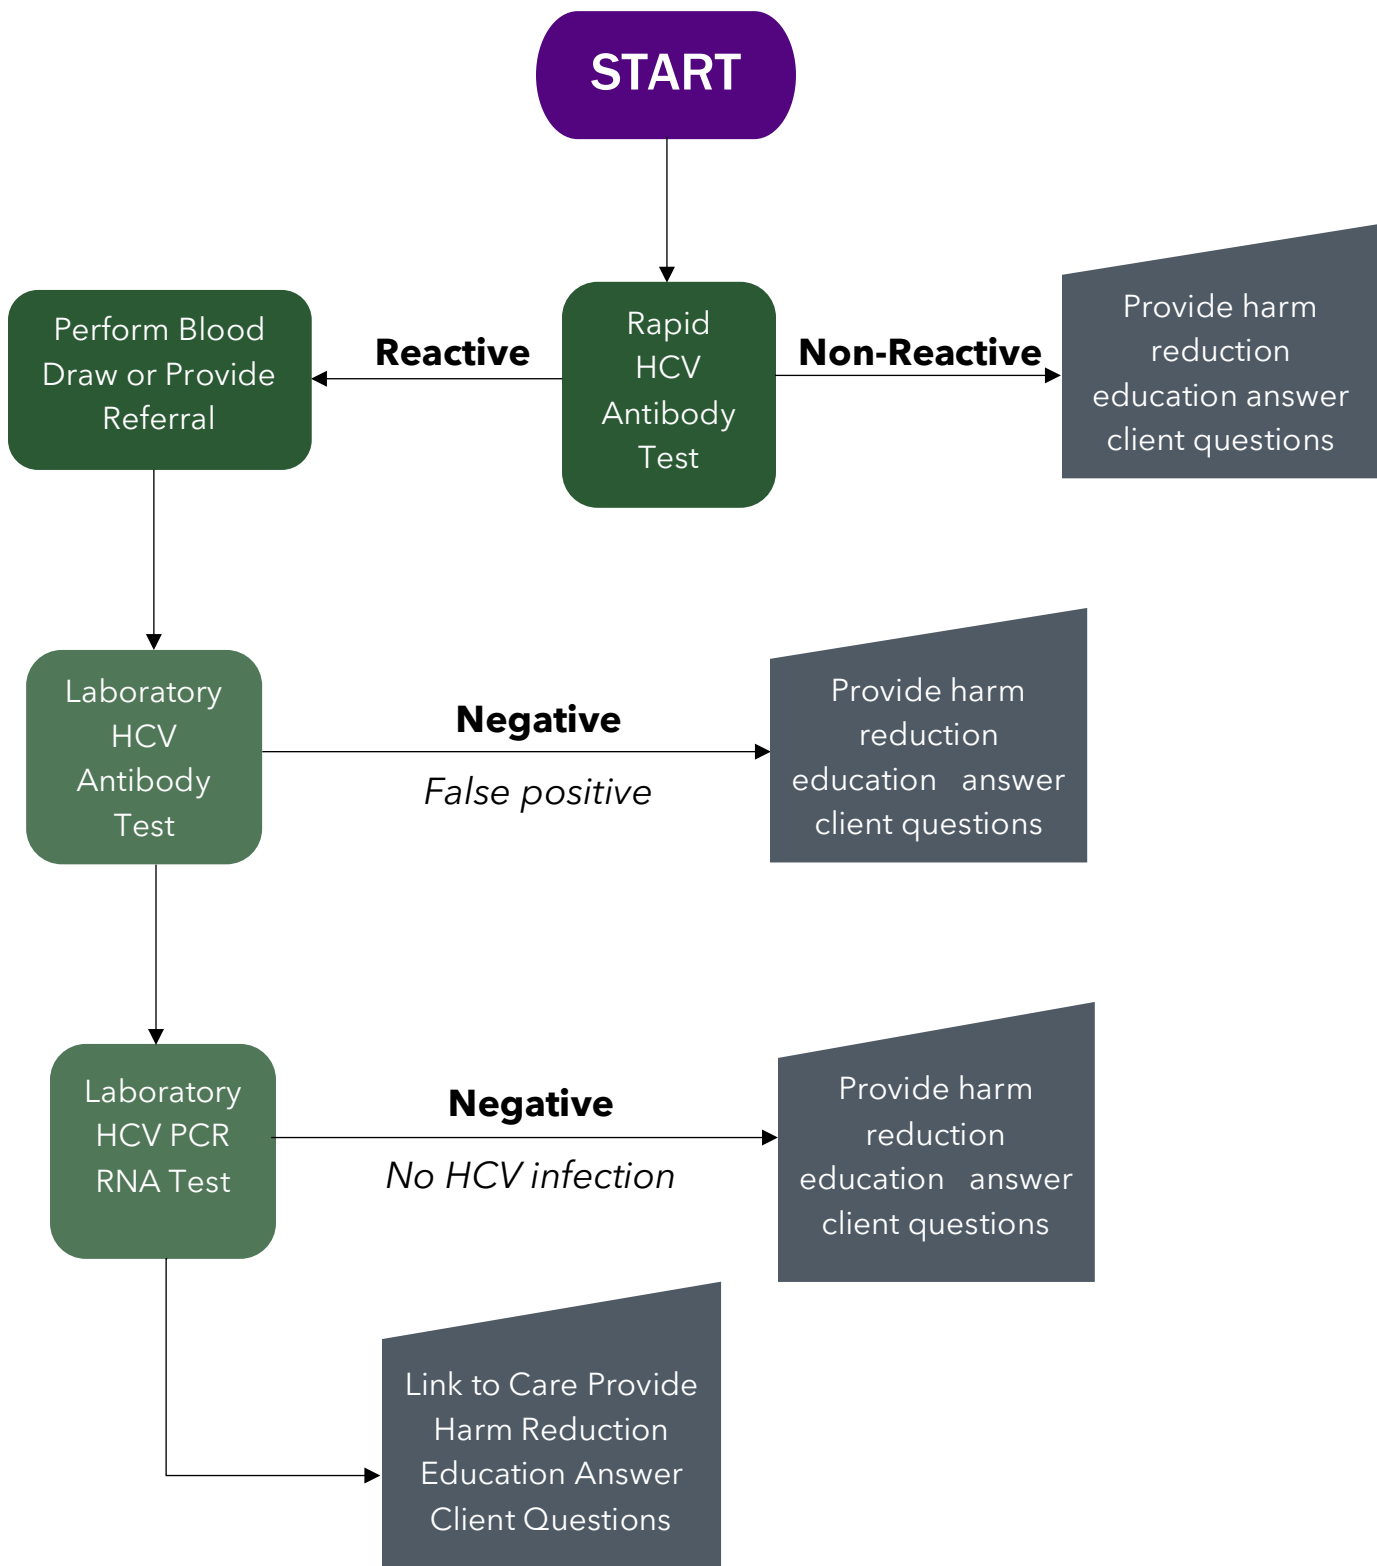 START
Perform Blood
Draw or Provide
Referral
Reactive
Rapid
HCV
Antibody
Test
Non-Reactive
Provide harm
reduction
education answer
client questions
Laboratory
HCV
Antibody
Test
Negative
False positive
Provide harm
reduction
education answer
client questions
Laboratory
HCV PCR
RNA Test
Negative
No HCV infection
Provide harm
reduction
education answer
client questions
Link to Care Provide
Harm Reduction
Education Answer
Client Questions